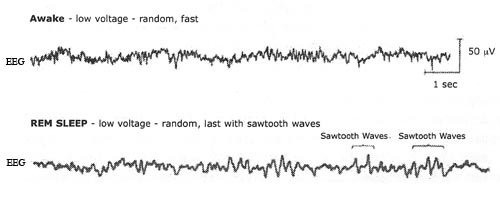 Awake - low voltage - random, fast
50 µV
EEG
1 sec
REM SLEEP - low voltage - random, last with sawtooth waves
Sawtooth Waves. Sawtooth Waves
EEG